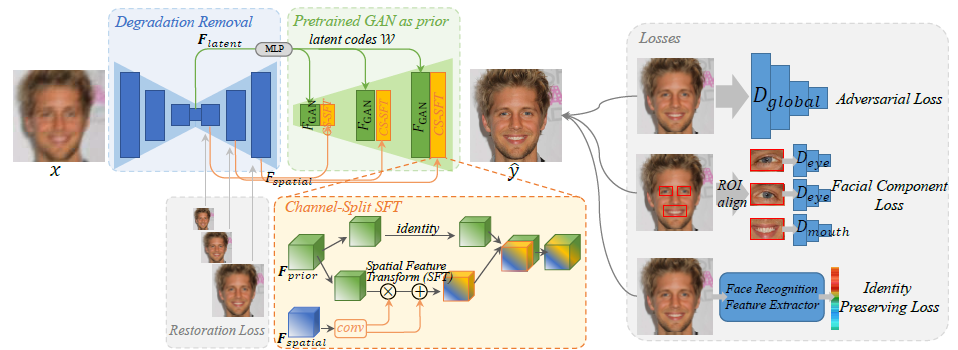 Degradation Removal
F_latent
MLP
x
F_spatial
Pretrained GAN as prior
latent codes 𝒲
F_GAN
CS-SFT
F_GAN
CS-SFT
F_GAN
CS-SFT
ŷ
Restoration Loss
Channel-Split SFT
F_prior
identity
Spatial Feature
Transform (SFT)
F_spatial
conv
Losses
D_global
Adversarial Loss
ROI
align
D_eye
D_eye
D_mouth
Facial Component
Loss
Face Recognition
Feature Extractor
Identity
Preserving Loss